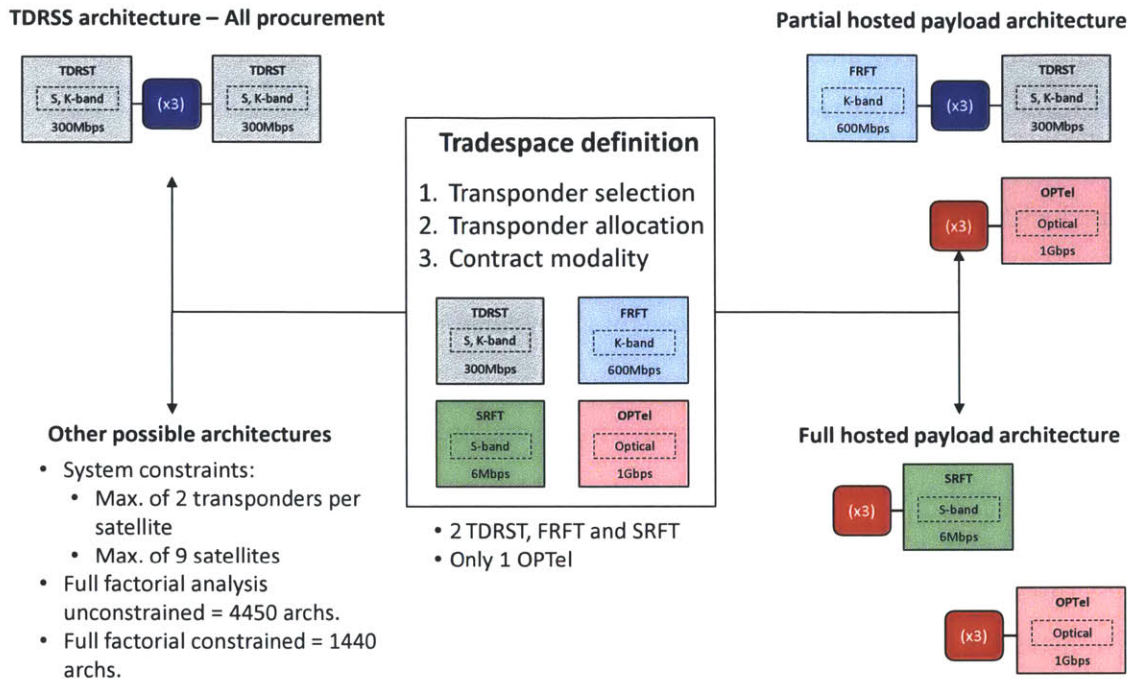 TDRSS architecture – All procurement
TDRST
S, K-band
300Mbps
(x3)
TDRST
S, K-band
300Mbps
Partial hosted payload architecture
FRFT
K-band
600Mbps
(x3)
TDRST
S, K-band
300Mbps
(x3)
OPTel
Optical
1Gbps
Tradespace definition
1. Transponder selection
2. Transponder allocation
3. Contract modality
TDRST
S, K-band
300Mbps
FRFT
K-band
600Mbps
SRFT
S-band
6Mbps
OPTel
Optical
1Gbps
• 2 TDRST, FRFT and SRFT
• Only 1 OPTel
Other possible architectures
• System constraints:
• Max. of 2 transponders per
satellite
• Max. of 9 satellites
• Full factorial analysis
unconstrained = 4450 archs.
• Full factorial constrained = 1440
archs.
Full hosted payload architecture
(x3)
SRFT
S-band
6Mbps
(x3)
OPTel
Optical
1Gbps